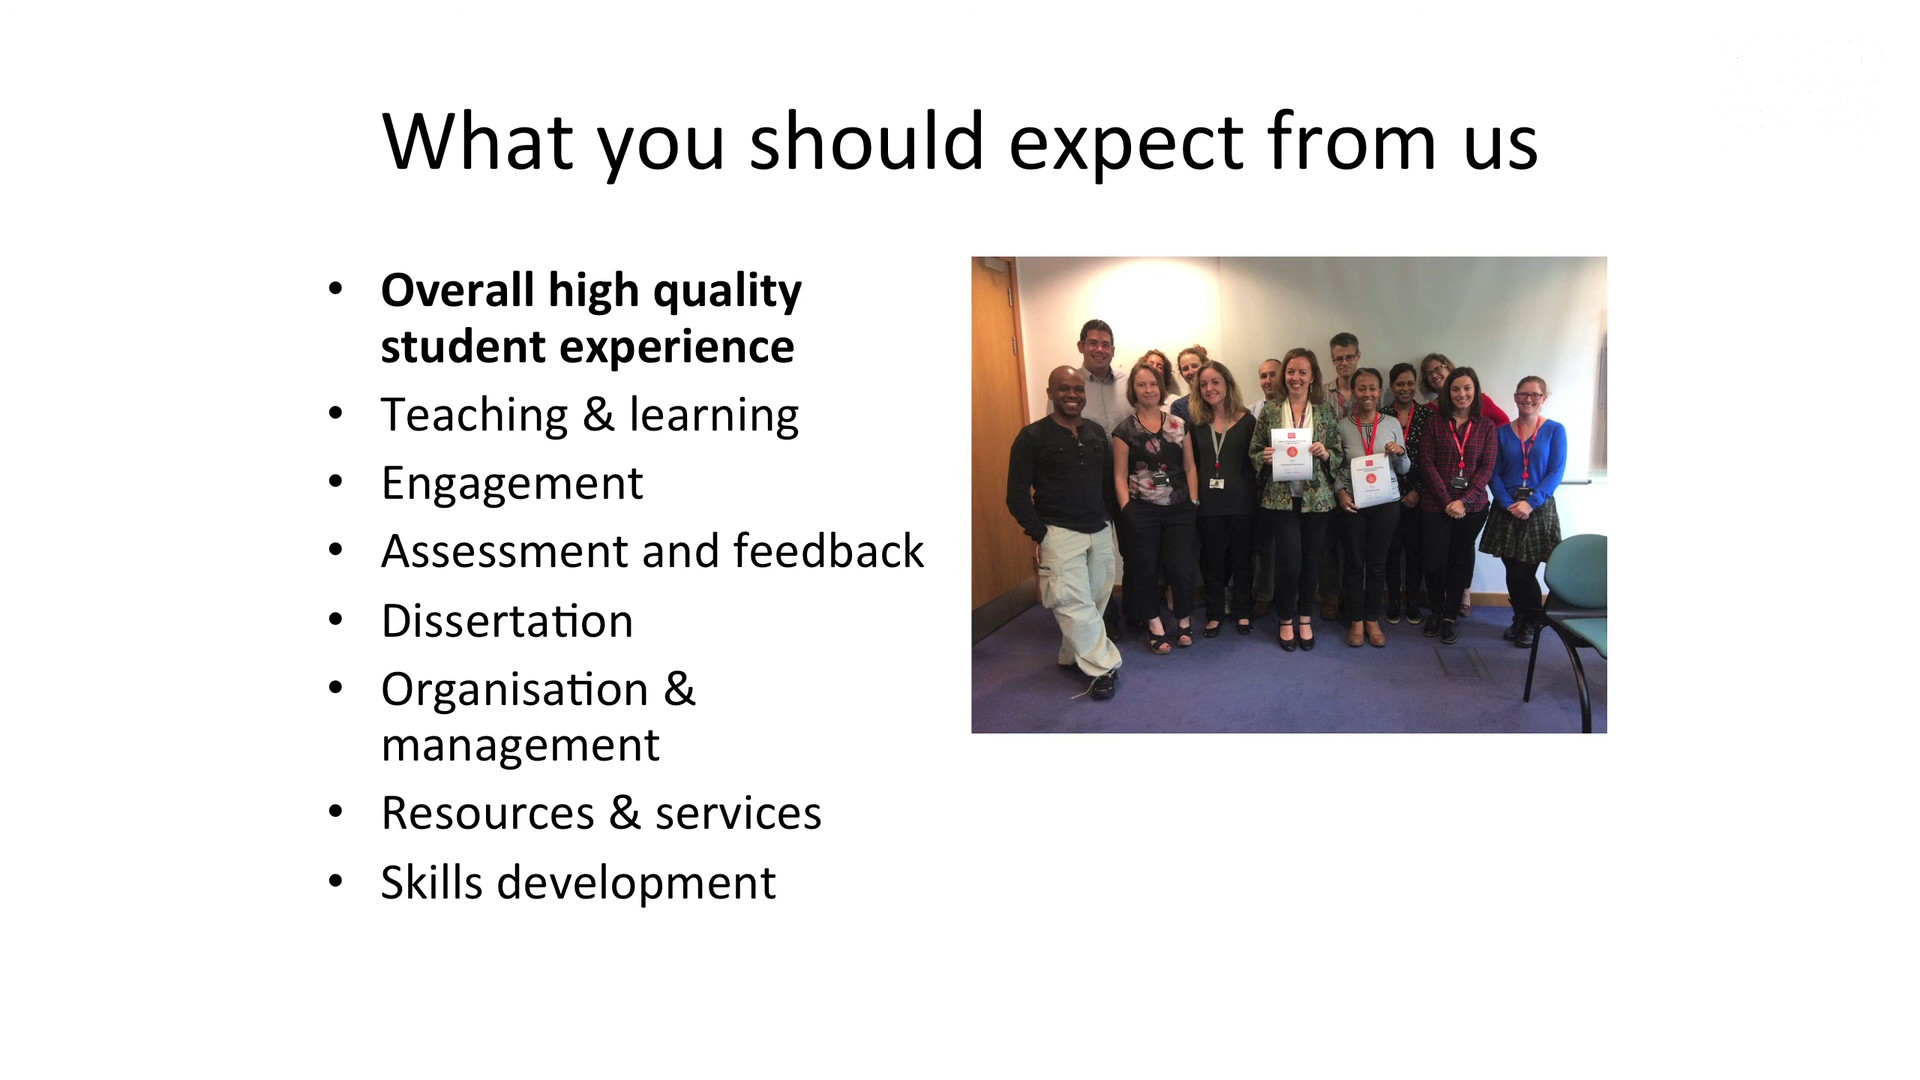 What you should expect from us
• Overall high quality
student experience
• Teaching & learning
• Engagement
• Assessment and feedback
• Dissertation
• Organisation &
management
• Resources & services
• Skills development